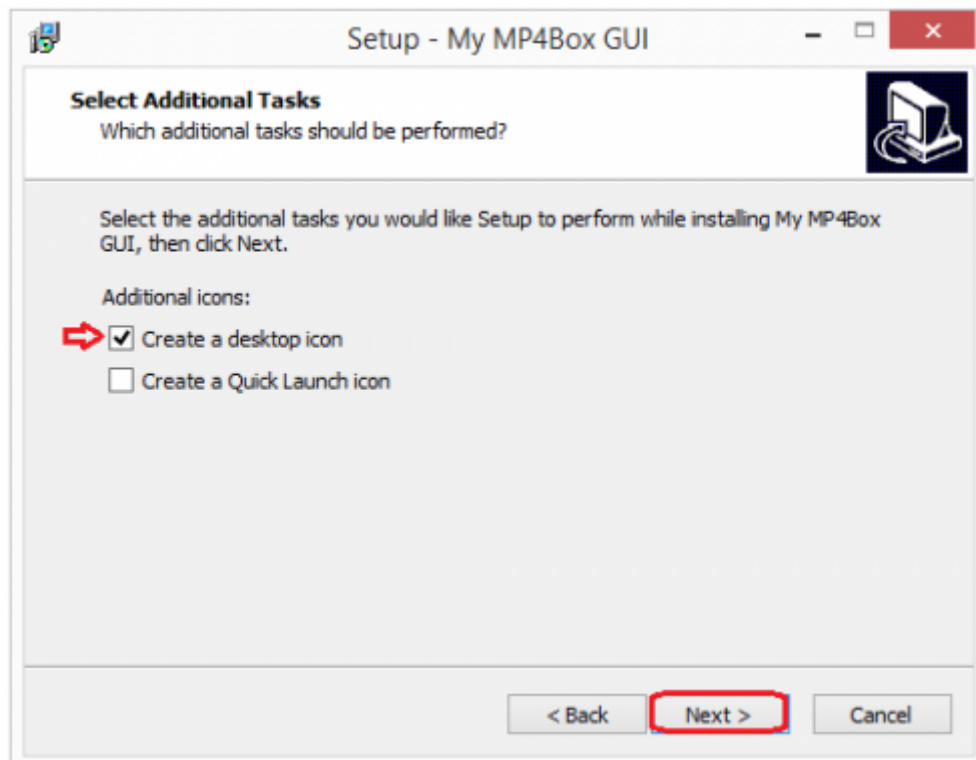 Setup - My MP4Box GUI
Select Additional Tasks
Which additional tasks should be performed?
Select the additional tasks you would like Setup to perform while installing My MP4Box
GUI, then click Next.
Additional icons:
Create a desktop icon
Create a Quick Launch icon
< Back Next > Cancel